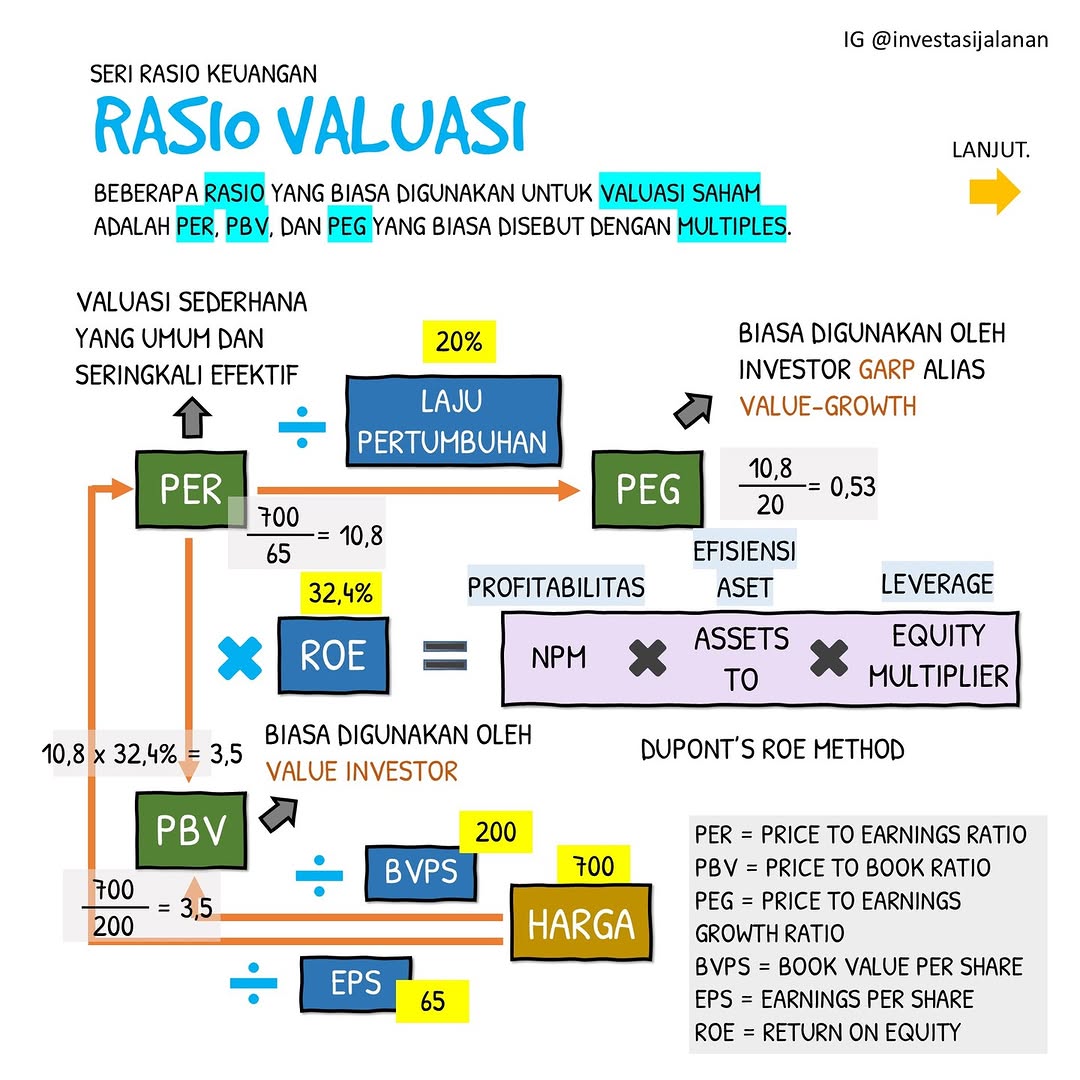 IG @investasijalanan
SERI RASIO KEUANGAN
RASIO VALUASI
LANJUT.
BEBERAPA RASIO YANG BIASA DIGUNAKAN UNTUK VALUASI SAHAM
ADALAH PER, PBV, DAN PEG YANG BIASA DISEBUT DENGAN MULTIPLES.
VALUASI SEDERHANA
YANG UMUM DAN
SERINGKALI EFEKTIF
20%
÷
LAJU
PERTUMBUHAN
BIASA DIGUNAKAN OLEH
INVESTOR GARP ALIAS
VALUE-GROWTH
PER
700
65
= 10,8
PEG
10,8
20
= 0,53
32,4%
×
ROE
=
PROFITABILITAS
EFISIENSI
ASET
LEVERAGE
NPM
×
ASSETS
TO
×
EQUITY
MULTIPLIER
DUPONT'S ROE METHOD
10,8 x 32,4% = 3,5
BIASA DIGUNAKAN OLEH
VALUE INVESTOR
PBV
700
200
= 3,5
÷
BVPS
200
700
HARGA
÷
EPS
65
PER = PRICE TO EARNINGS RATIO
PBV = PRICE TO BOOK RATIO
PEG = PRICE TO EARNINGS
GROWTH RATIO
BVPS = BOOK VALUE PER SHARE
EPS = EARNINGS PER SHARE
ROE = RETURN ON EQUITY